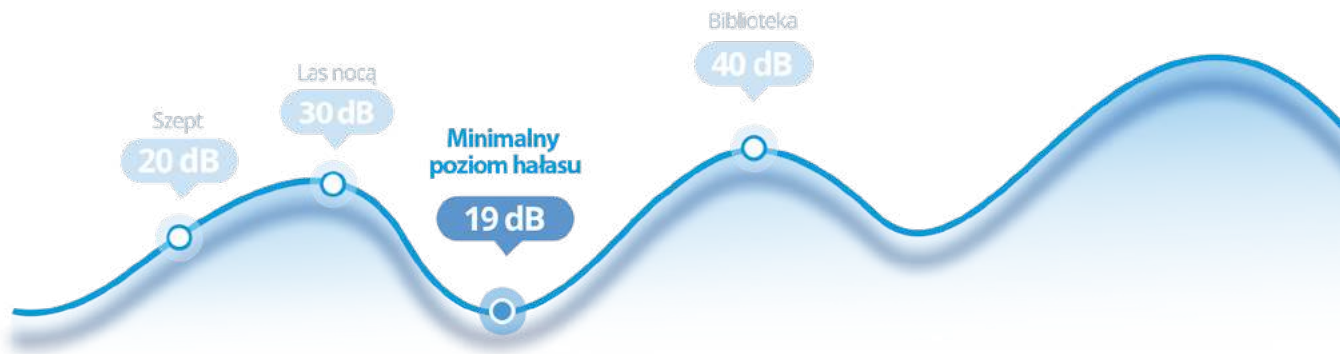 Szept
20 dB
Las nocą
30 dB
Minimalny
poziom hałasu
19 dB
Biblioteka
40 dB